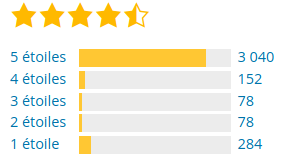 5 étoiles 3 040
4 étoiles 152
3 étoiles 78
2 étoiles 78
1 étoile 284